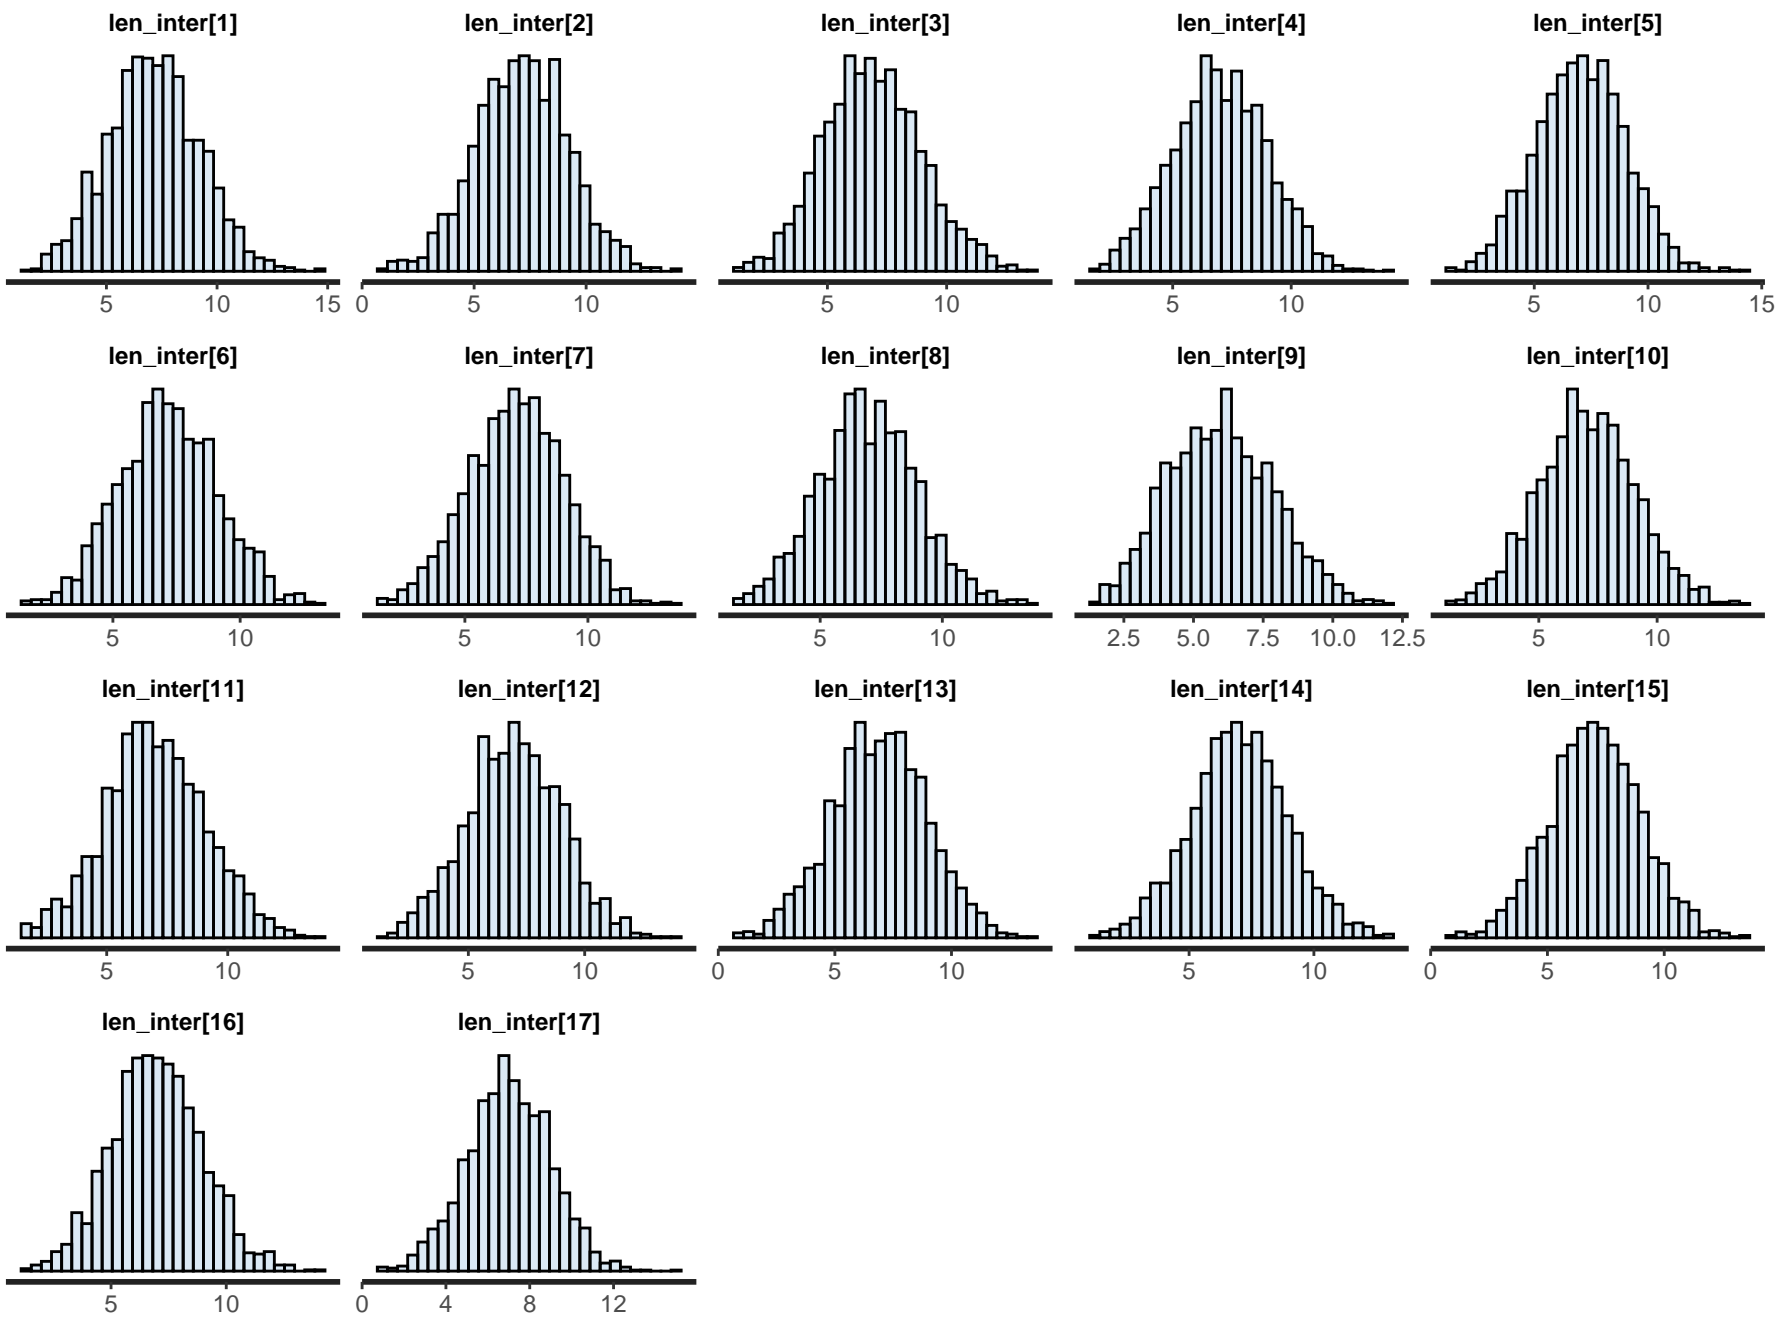 len_inter[1] len_inter[2] len_inter[3] len_inter[4] len_inter[5]
5 10 15 0 5 10 5 10 5 10 5 10 15
len_inter[6] len_inter[7] len_inter[8] len_inter[9] len_inter[10]
5 10 5 10 5 10 2.5 5.0 7.5 10.0 12.5 5 10
len_inter[11] len_inter[12] len_inter[13] len_inter[14] len_inter[15]
5 10 5 10 0 5 10 5 10 0 5 10
len_inter[16] len_inter[17]
5 10 0 4 8 12